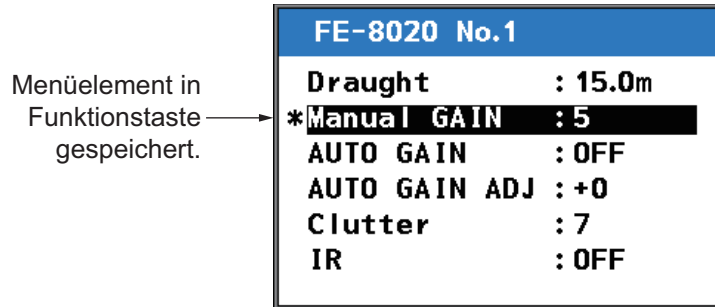 FE-8020 No.1
Menüelement in
Funktionstaste
gespeichert.
Draught : 15.0m
*Manual GAIN : 5
AUTO GAIN : OFF
AUTO GAIN ADJ : +0
Clutter : 7
IR : OFF